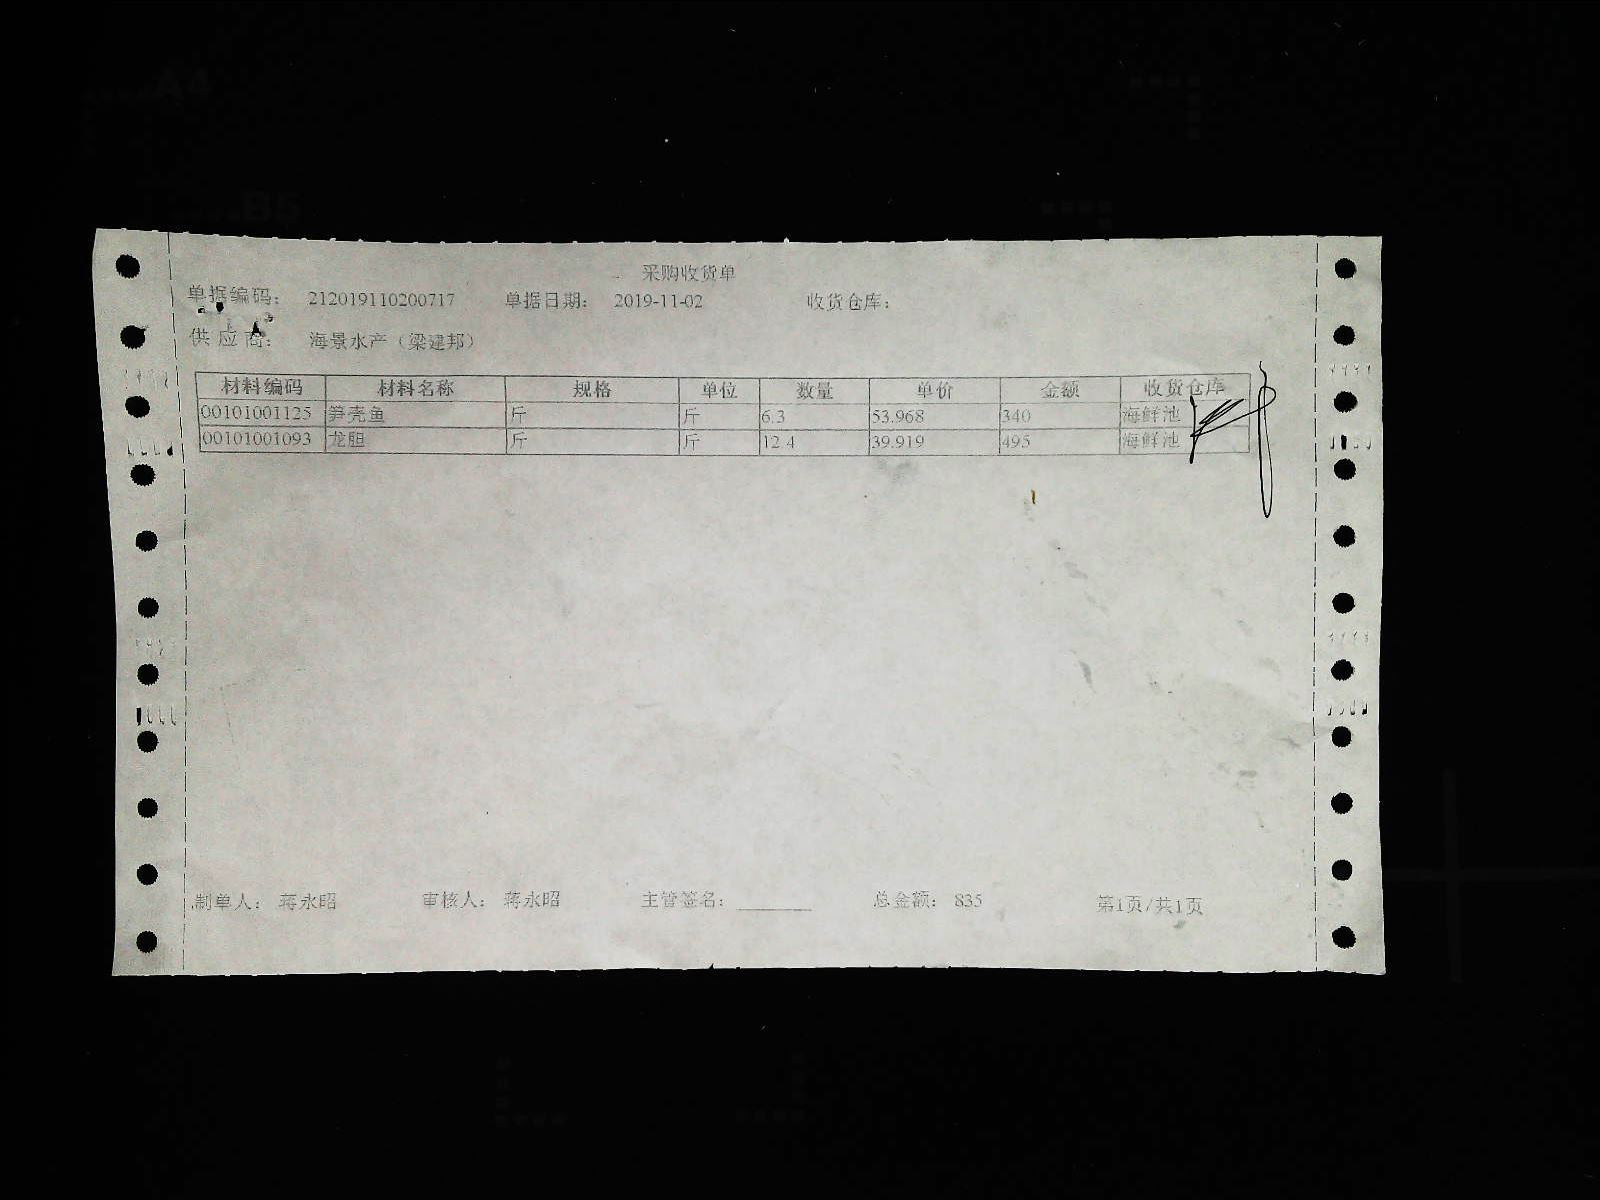 采购收货单
单据编码： 212019110200717 单据日期： 2019-11-02 收货仓库：
供应商： 海景水产（梁建邦）
材料编码 材料名称 规格 单位 数量 单价 金额 收货仓库
00101001125 笋壳鱼 斤 斤 6.3 53.968 340 海鲜池
00101001093 龙胆 斤 斤 12.4 39.919 495 海鲜池
制单人： 蒋永昭 审核人： 蒋永昭 主管签名： 总金额： 835 第1页/共1页